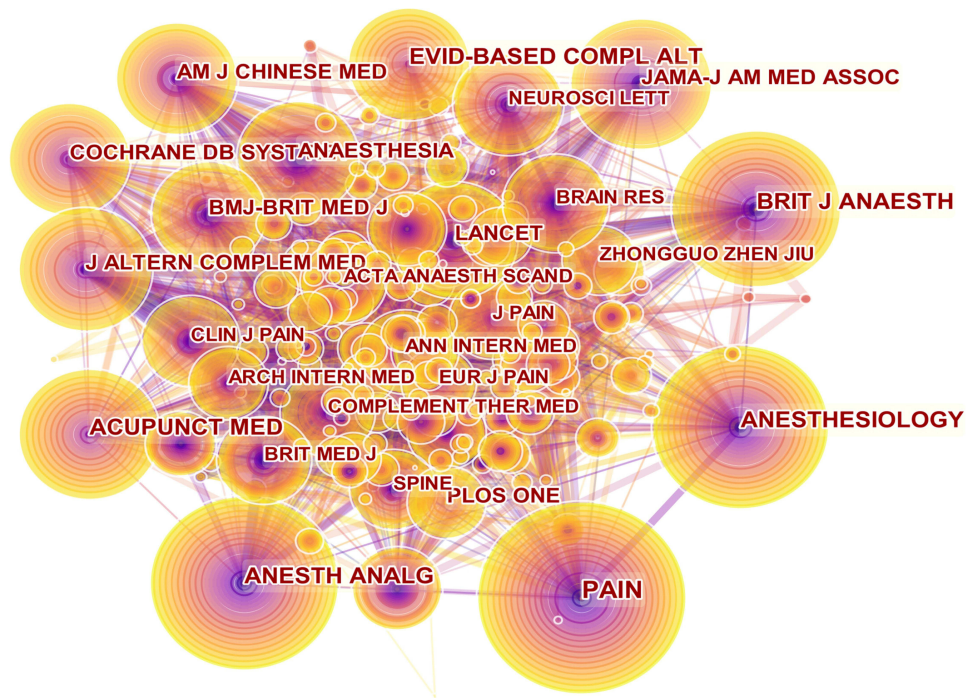 EVID-BASED COMPL ALT
AM J CHINESE MED
JAMA-J AM MED ASSOC
NEUROSCI LETT
COCHRANE DB SYST
ANAESTHESIA
BRAIN RES
BRIT J ANAESTH
BMJ-BRIT MED J
LANCET
ZHONGGUO ZHEN JIU
J ALTERN COMPLEM MED
ACTA ANAESTH SCAND
J PAIN
CLIN J PAIN
ANN INTERN MED
ARCH INTERN MED
EUR J PAIN
COMPLEMENT THER MED
ANESTHESIOLOGY
ACUPUNCT MED
BRIT MED J
SPINE
PLOS ONE
ANESTH ANALG
PAIN